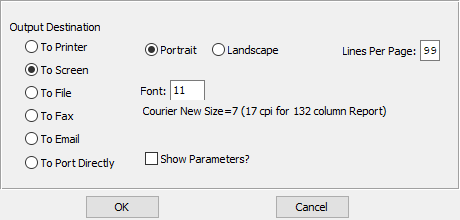 Output Destination
To Printer
Portrait Landscape Lines Per Page: 99
To Screen
To File
Font: 11
Courier New Size=7 (17 cpi for 132 column Report)
To Fax
To Email
To Port Directly
Show Parameters?
OK Cancel